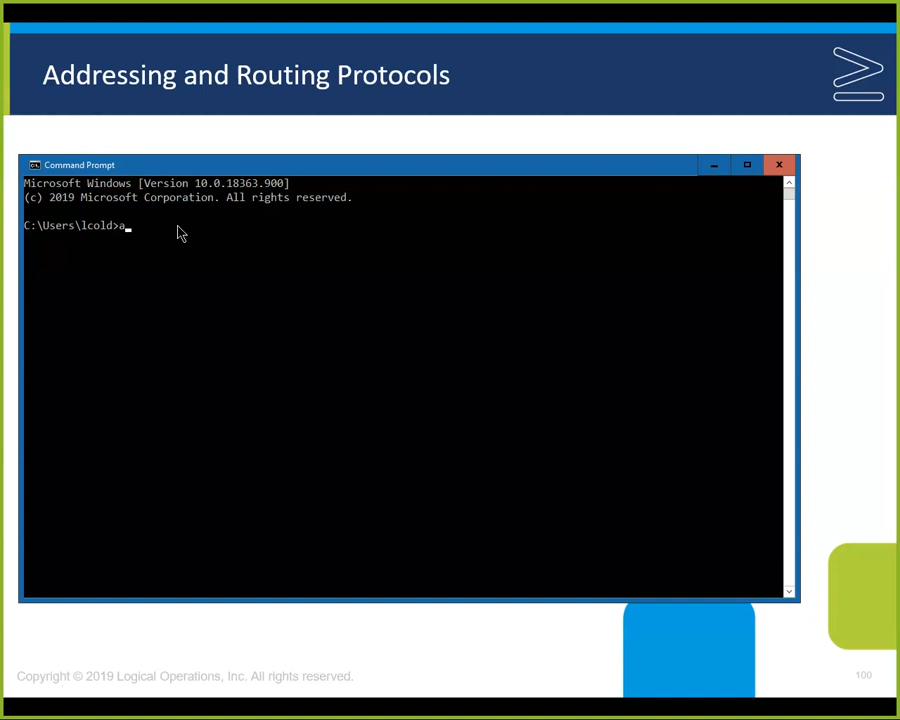 Addressing and Routing Protocols
Command Prompt
Microsoft Windows [Version 10.0.18363.900]
(c) 2019 Microsoft Corporation. All rights reserved.
C:\Users\lcold>a
Copyright © 2019 Logical Operations, Inc. All rights reserved.
100